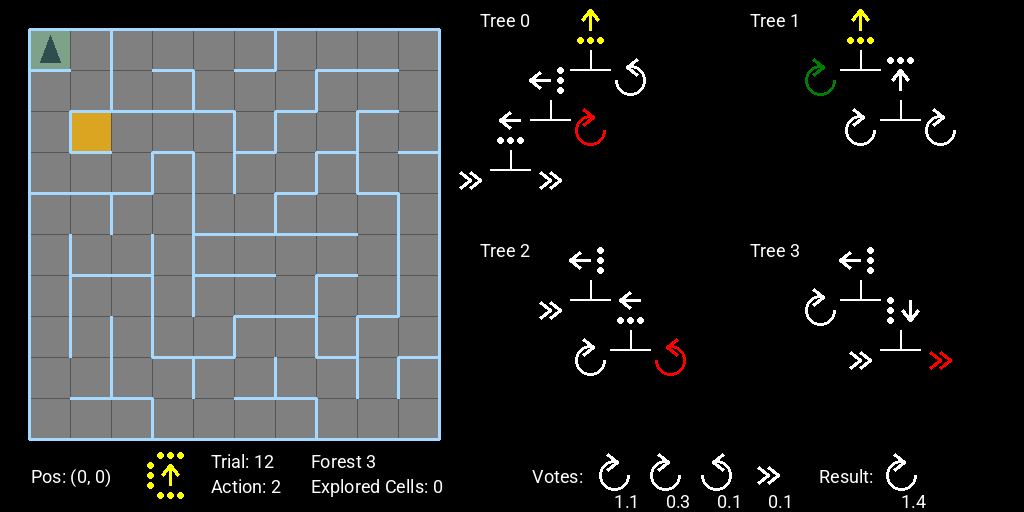 Tree 0
Tree 1
Tree 2
Tree 3
Pos: (0, 0)
Trial: 12
Forest 3
Action: 2
Explored Cells: 0
Votes:
1.1
0.3
0.1
0.1
Result:
1.4